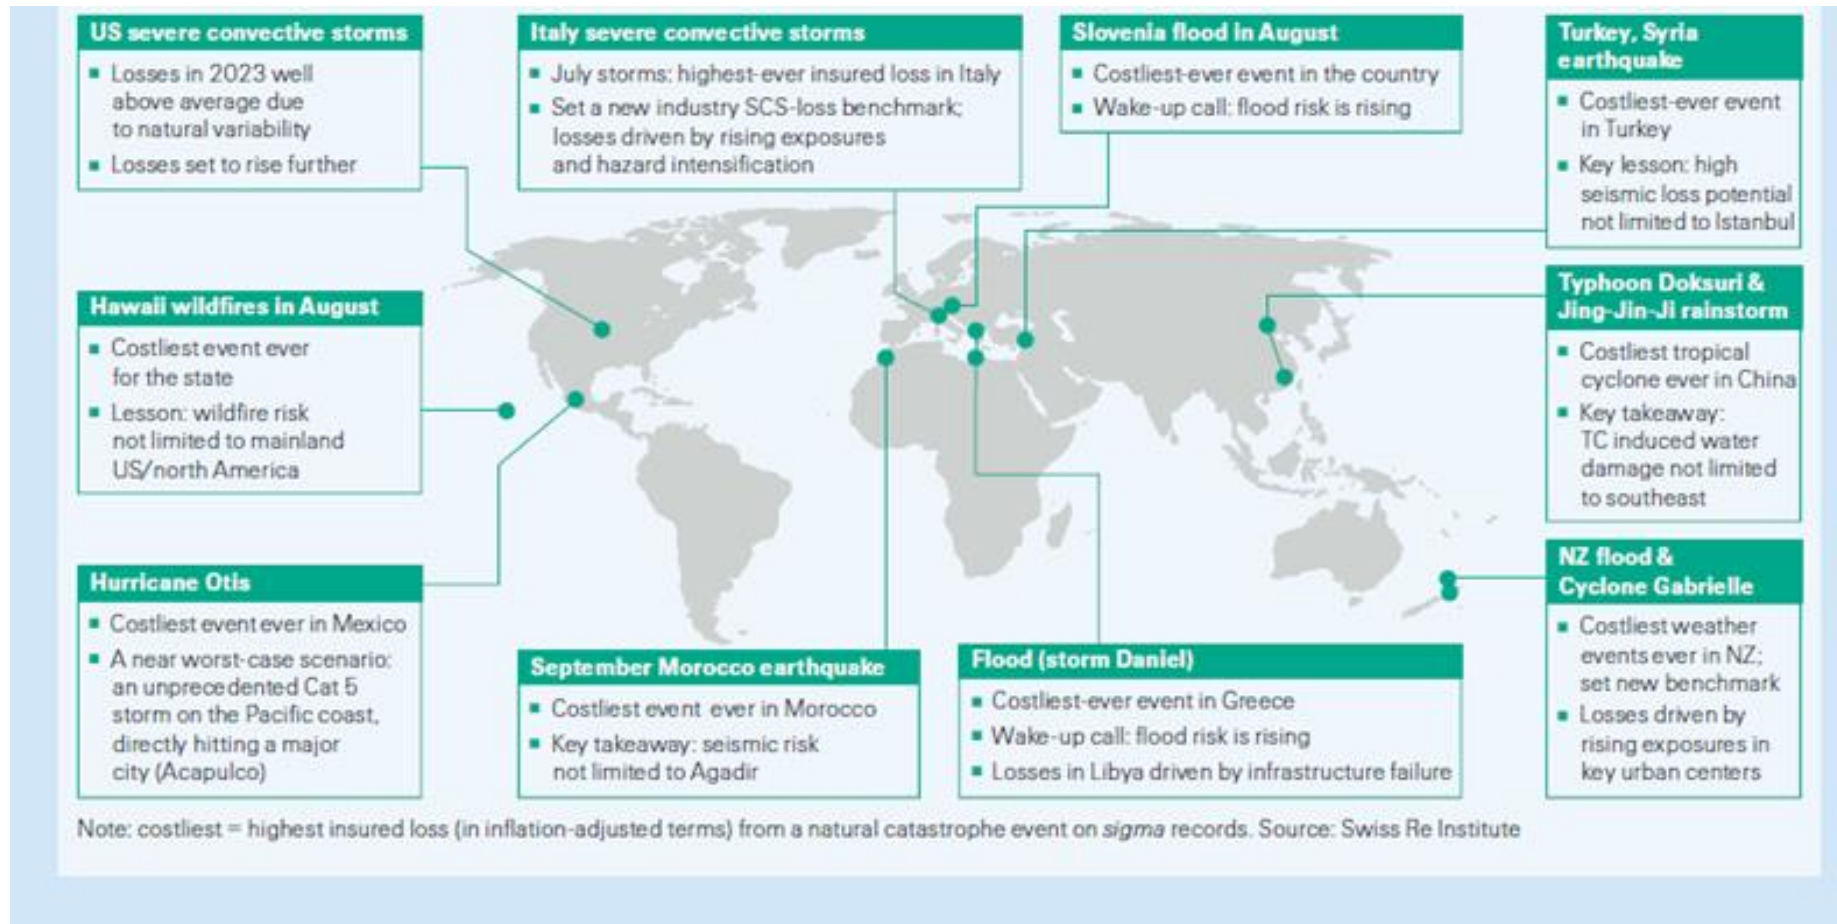 US severe convective storms
▪ Losses in 2023 well
above average due
to natural variability
▪ Losses set to rise further
Italy severe convective storms
▪ July storms: highest-ever insured loss in Italy
▪ Set a new industry SCS-loss benchmark;
losses driven by rising exposures
and hazard intensification
Slovenia flood in August
▪ Costliest-ever event in the country
▪ Wake-up call: flood risk is rising
Turkey, Syria
earthquake
▪ Costliest-ever event
in Turkey
▪ Key lesson: high
seismic loss potential
not limited to Istanbul
Hawaii wildfires in August
▪ Costliest event ever
for the state
▪ Lesson: wildfire risk
not limited to mainland
US/north America
Typhoon Doksuri &
Jing-Jin-Ji rainstorm
▪ Costliest tropical
cyclone ever in China
▪ Key takeaway:
TC induced water
damage not limited
to southeast
Hurricane Otis
▪ Costliest event ever in Mexico
▪ A near worst-case scenario:
an unprecedented Cat 5
storm on the Pacific coast,
directly hitting a major
city (Acapulco)
September Morocco earthquake
▪ Costliest event ever in Morocco
▪ Key takeaway: seismic risk
not limited to Agadir
Flood (storm Daniel)
▪ Costliest-ever event in Greece
▪ Wake-up call: flood risk is rising
▪ Losses in Libya driven by infrastructure failure
NZ flood &
Cyclone Gabrielle
▪ Costliest weather
events ever in NZ;
set new benchmark
▪ Losses driven by
rising exposures in
key urban centers
Note: costliest = highest insured loss (in inflation-adjusted terms) from a natural catastrophe event on sigma records. Source: Swiss Re Institute